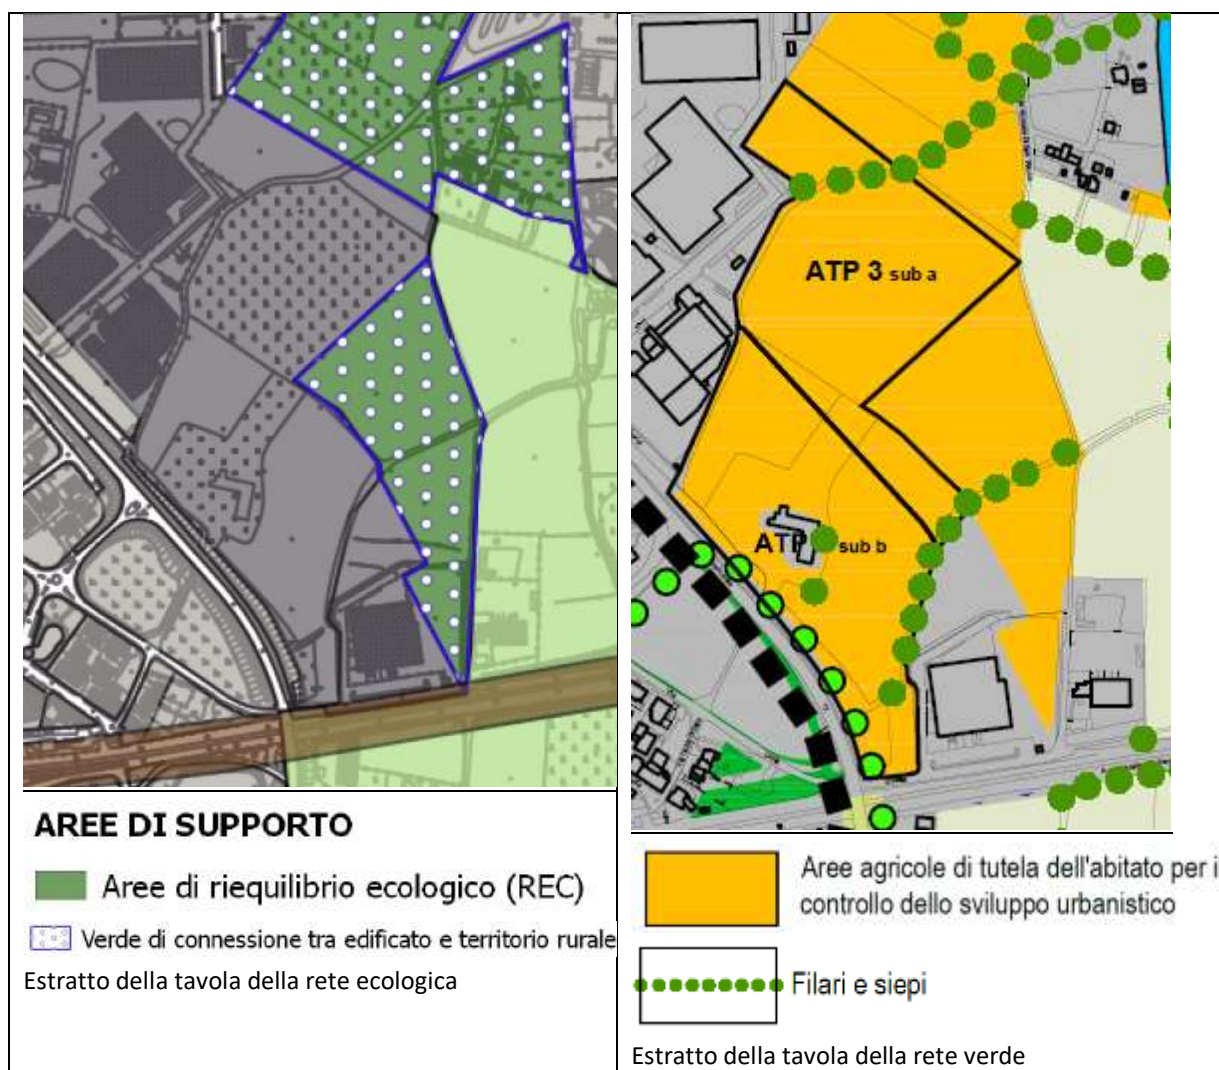 AREE DI SUPPORTO
Aree di riequilibrio ecologico (REC)
Verde di connessione tra edificato e territorio rurale
Estratto della tavola della rete ecologica
ATP 3 sub a
ATP sub b
Aree agricole di tutela dell'abitato per i
controllo dello sviluppo urbanistico
Filari e siepi
Estratto della tavola della rete verde